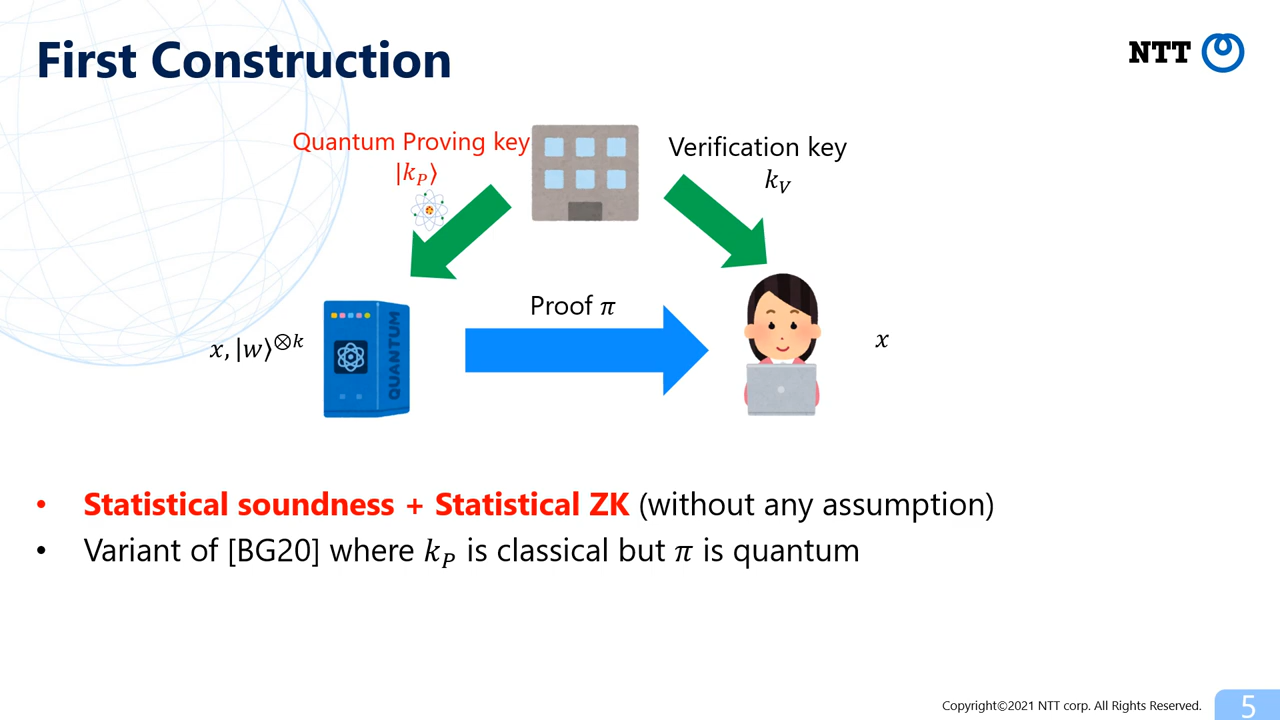 First Construction
NTT
Quantum Proving key
|k_P⟩
Verification key
k_V
Proof π
x, |w⟩^{⊗k}
QUANTUM
x
• Statistical soundness + Statistical ZK (without any assumption)
• Variant of [BG20] where k_P is classical but π is quantum
Copyright©2021 NTT corp. All Rights Reserved.
5